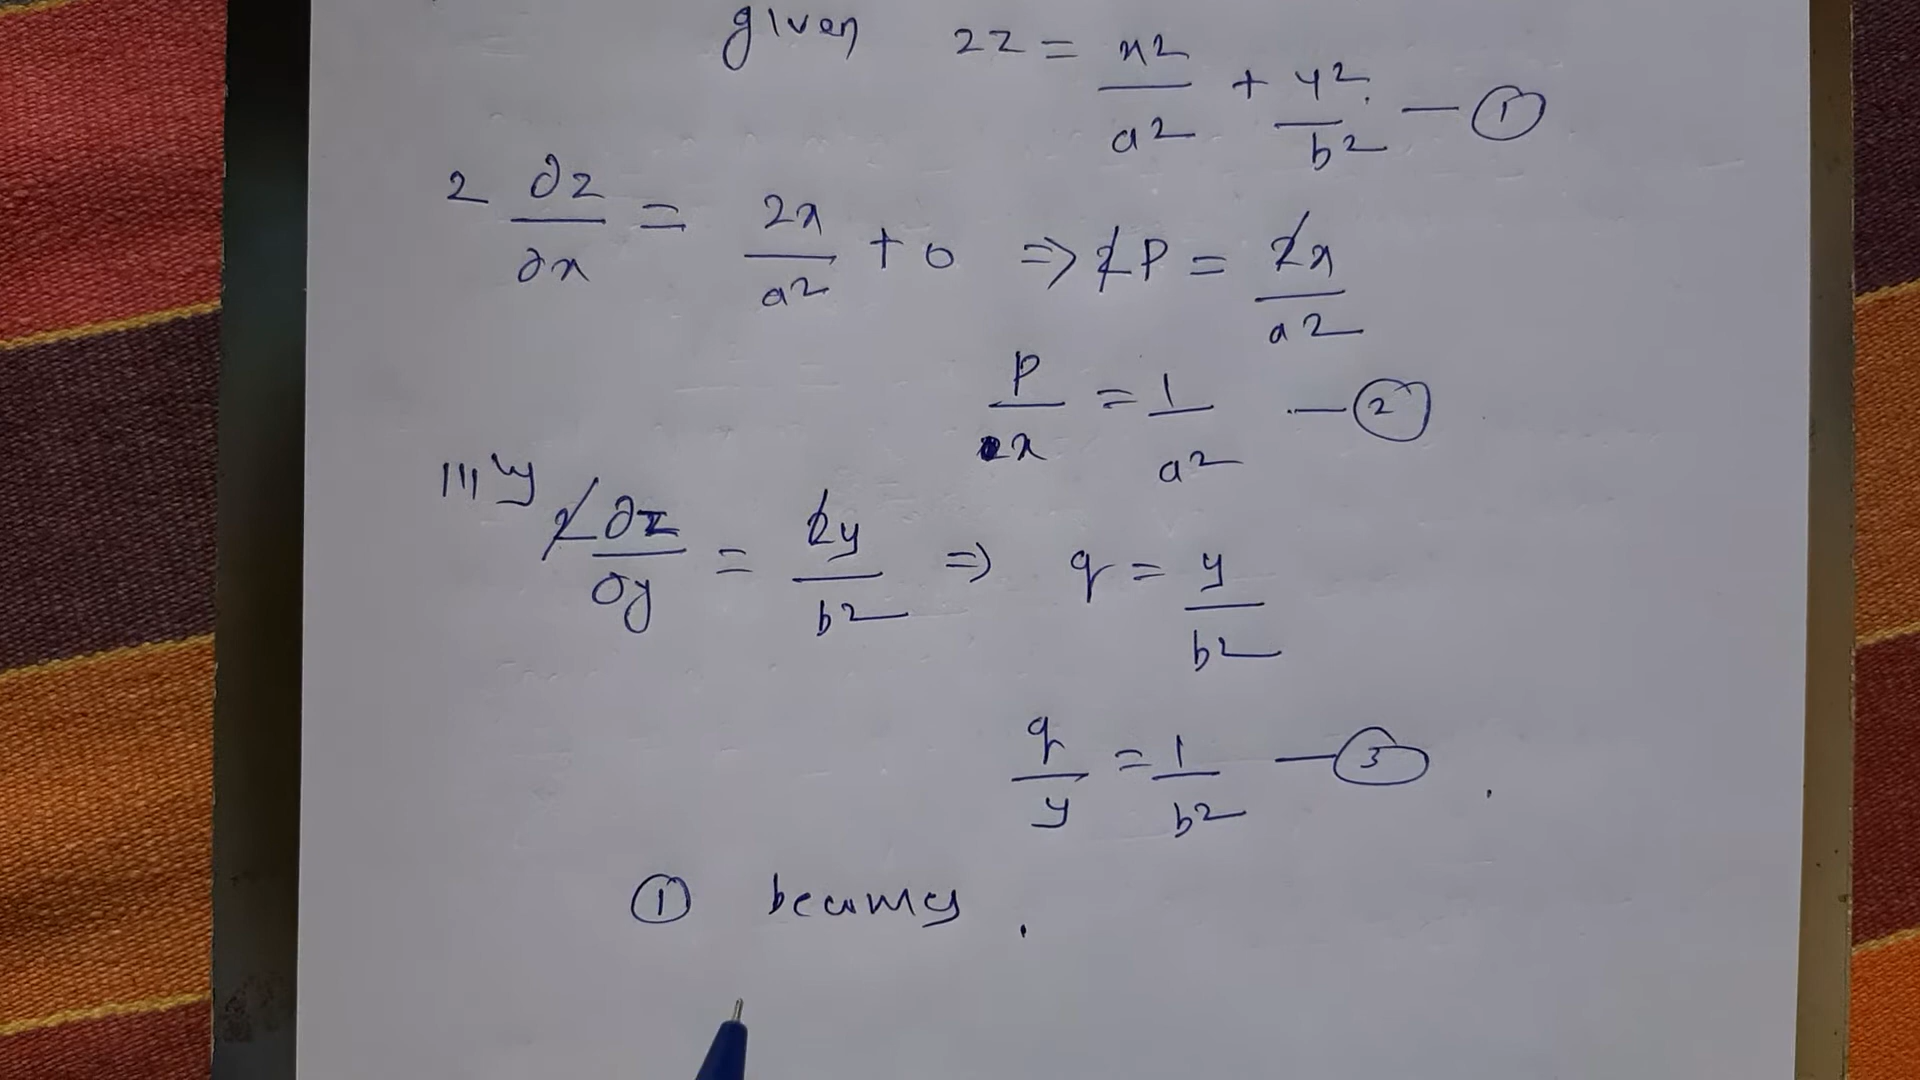 given 2z = x²/a² + y²/b² — ①
2 ∂z/∂x = 2x/a² + 0 ⇒ 2p = 2x/a²
p/x = 1/a² — ②
|||ly 2∂z/∂y = 2y/b² ⇒ q = y/b²
q/y = 1/b² — ③
① becomes